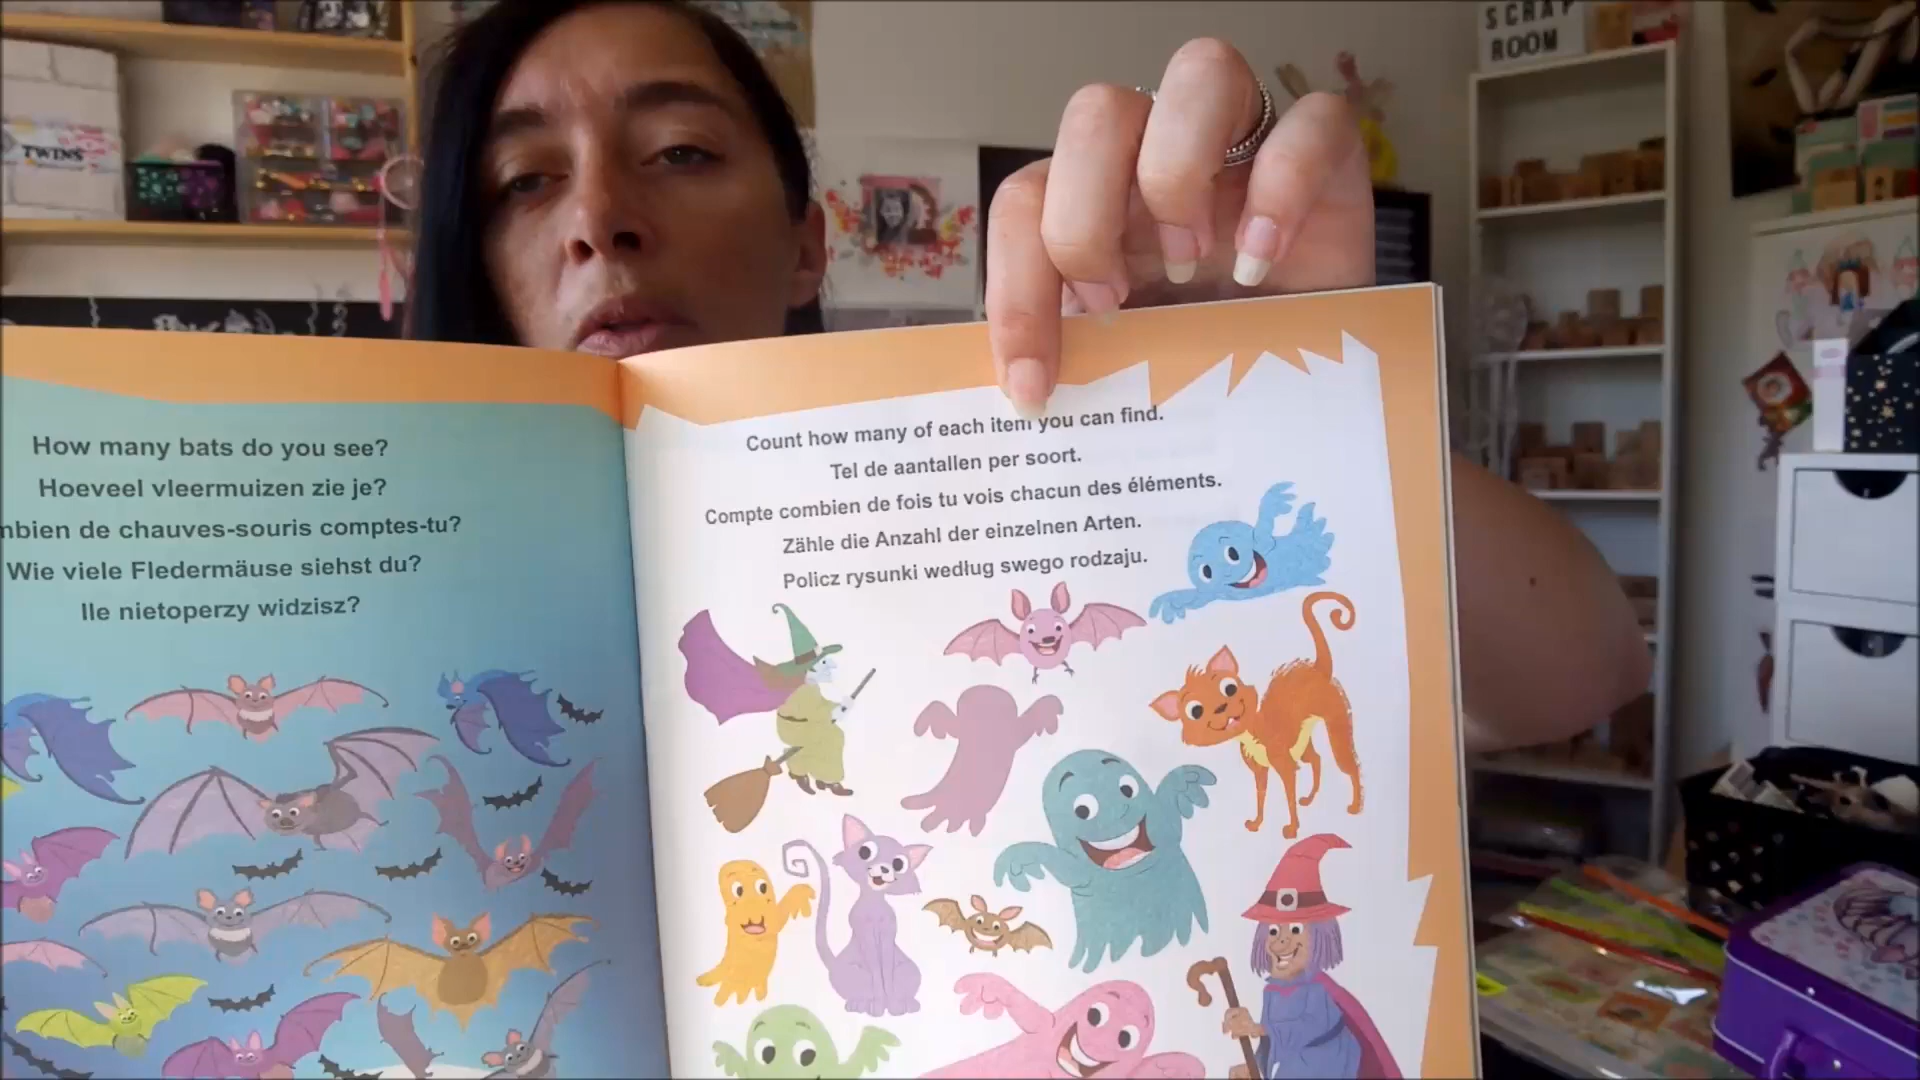 SCRAP
ROOM
TWINS
How many bats do you see?
Hoeveel vleermuizen zie je?
mbien de chauves-souris comptes-tu?
Wie viele Fledermäuse siehst du?
Ile nietoperzy widzisz?
Count how many of each item you can find.
Tel de aantallen per soort.
Compte combien de fois tu vois chacun des éléments.
Zähle die Anzahl der einzelnen Arten.
Policz rysunki według swego rodzaju.